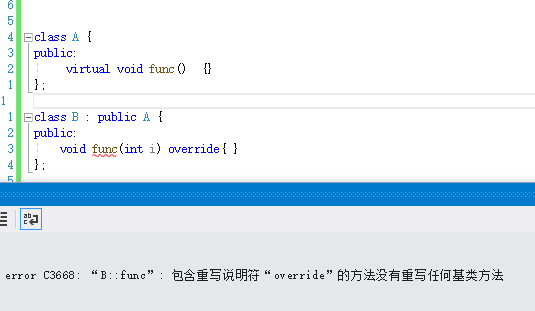 6
5
4 class A {
3 public:
2 virtual void func() {}
1 };
1
1 class B : public A {
2 public:
3 void func(int i) override{ }
4 };
5
error C3668: “B::func”: 包含重写说明符“override”的方法没有重写任何基类方法